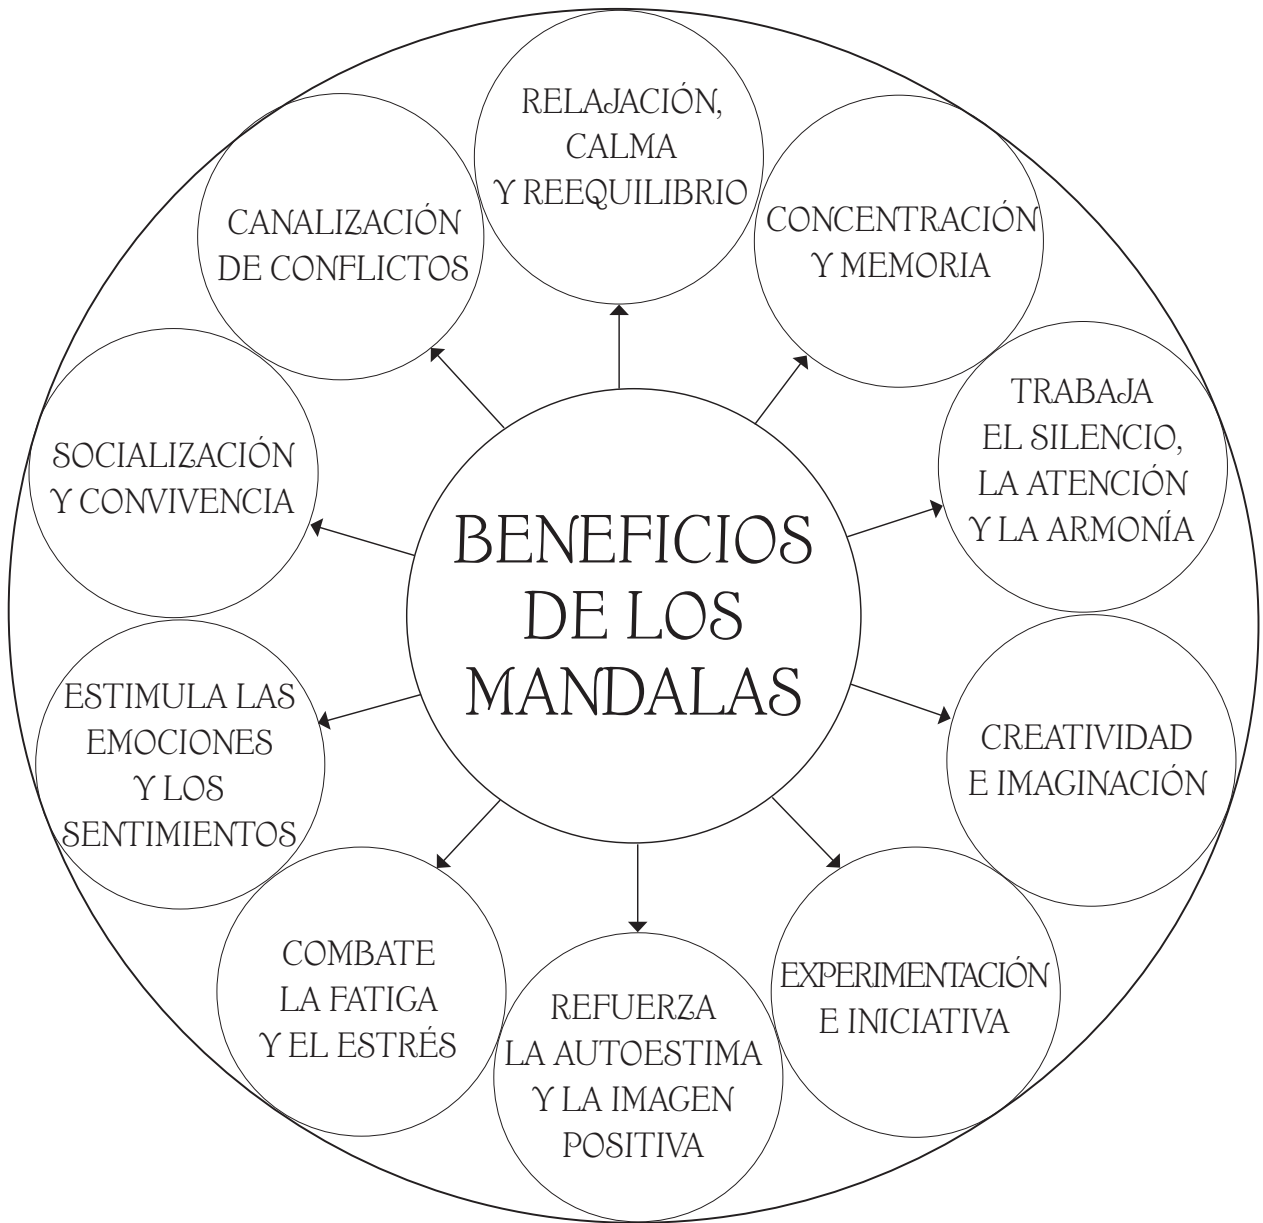 BENEFICIOS
DE LOS
MANDALAS
RELAJACIÓN,
CALMA
Y REEQUILIBRIO
CONCENTRACIÓN
Y MEMORIA
TRABAJA
EL SILENCIO,
LA ATENCIÓN
Y LA ARMONÍA
CREATIVIDAD
E IMAGINACIÓN
EXPERIMENTACIÓN
E INICIATIVA
REFUERZA
LA AUTOESTIMA
Y LA IMAGEN
POSITIVA
COMBATE
LA FATIGA
Y EL ESTRÉS
ESTIMULA LAS
EMOCIONES
Y LOS
SENTIMIENTOS
SOCIALIZACIÓN
Y CONVIVENCIA
CANALIZACIÓN
DE CONFLICTOS